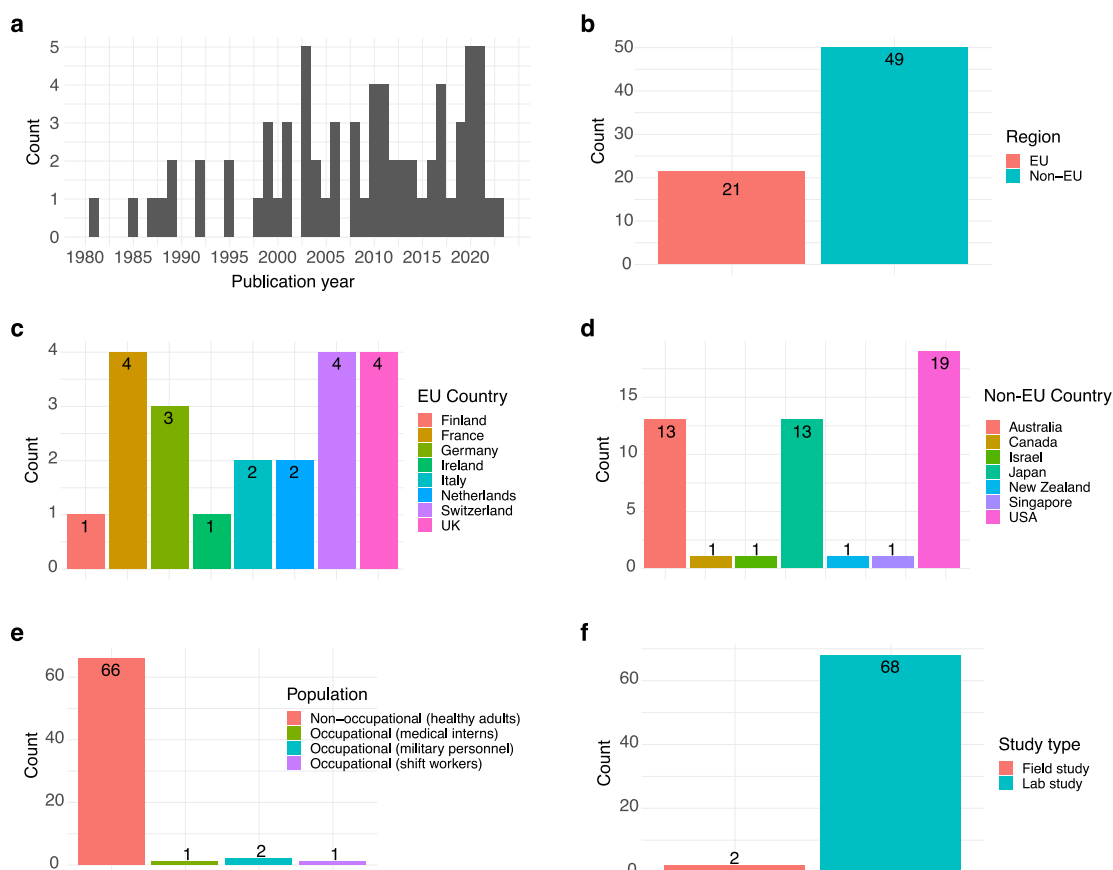 a
5
4
3
2
1
0
Count
1980 1985 1990 1995 2000 2005 2010 2015 2020
Publication year
b
50
40
30
20
10
0
Count
21
49
Region
EU
Non−EU
c
4
3
2
1
0
Count
1
4
3
1
2
2
4
4
EU Country
Finland
France
Germany
Ireland
Italy
Netherlands
Switzerland
UK
d
15
10
5
0
Count
13
1
1
13
1
1
19
Non−EU Country
Australia
Canada
Israel
Japan
New Zealand
Singapore
USA
e
60
40
20
0
Count
66
1
2
1
Population
Non−occupational (healthy adults)
Occupational (medical interns)
Occupational (military personnel)
Occupational (shift workers)
f
60
40
20
0
Count
2
68
Study type
Field study
Lab study